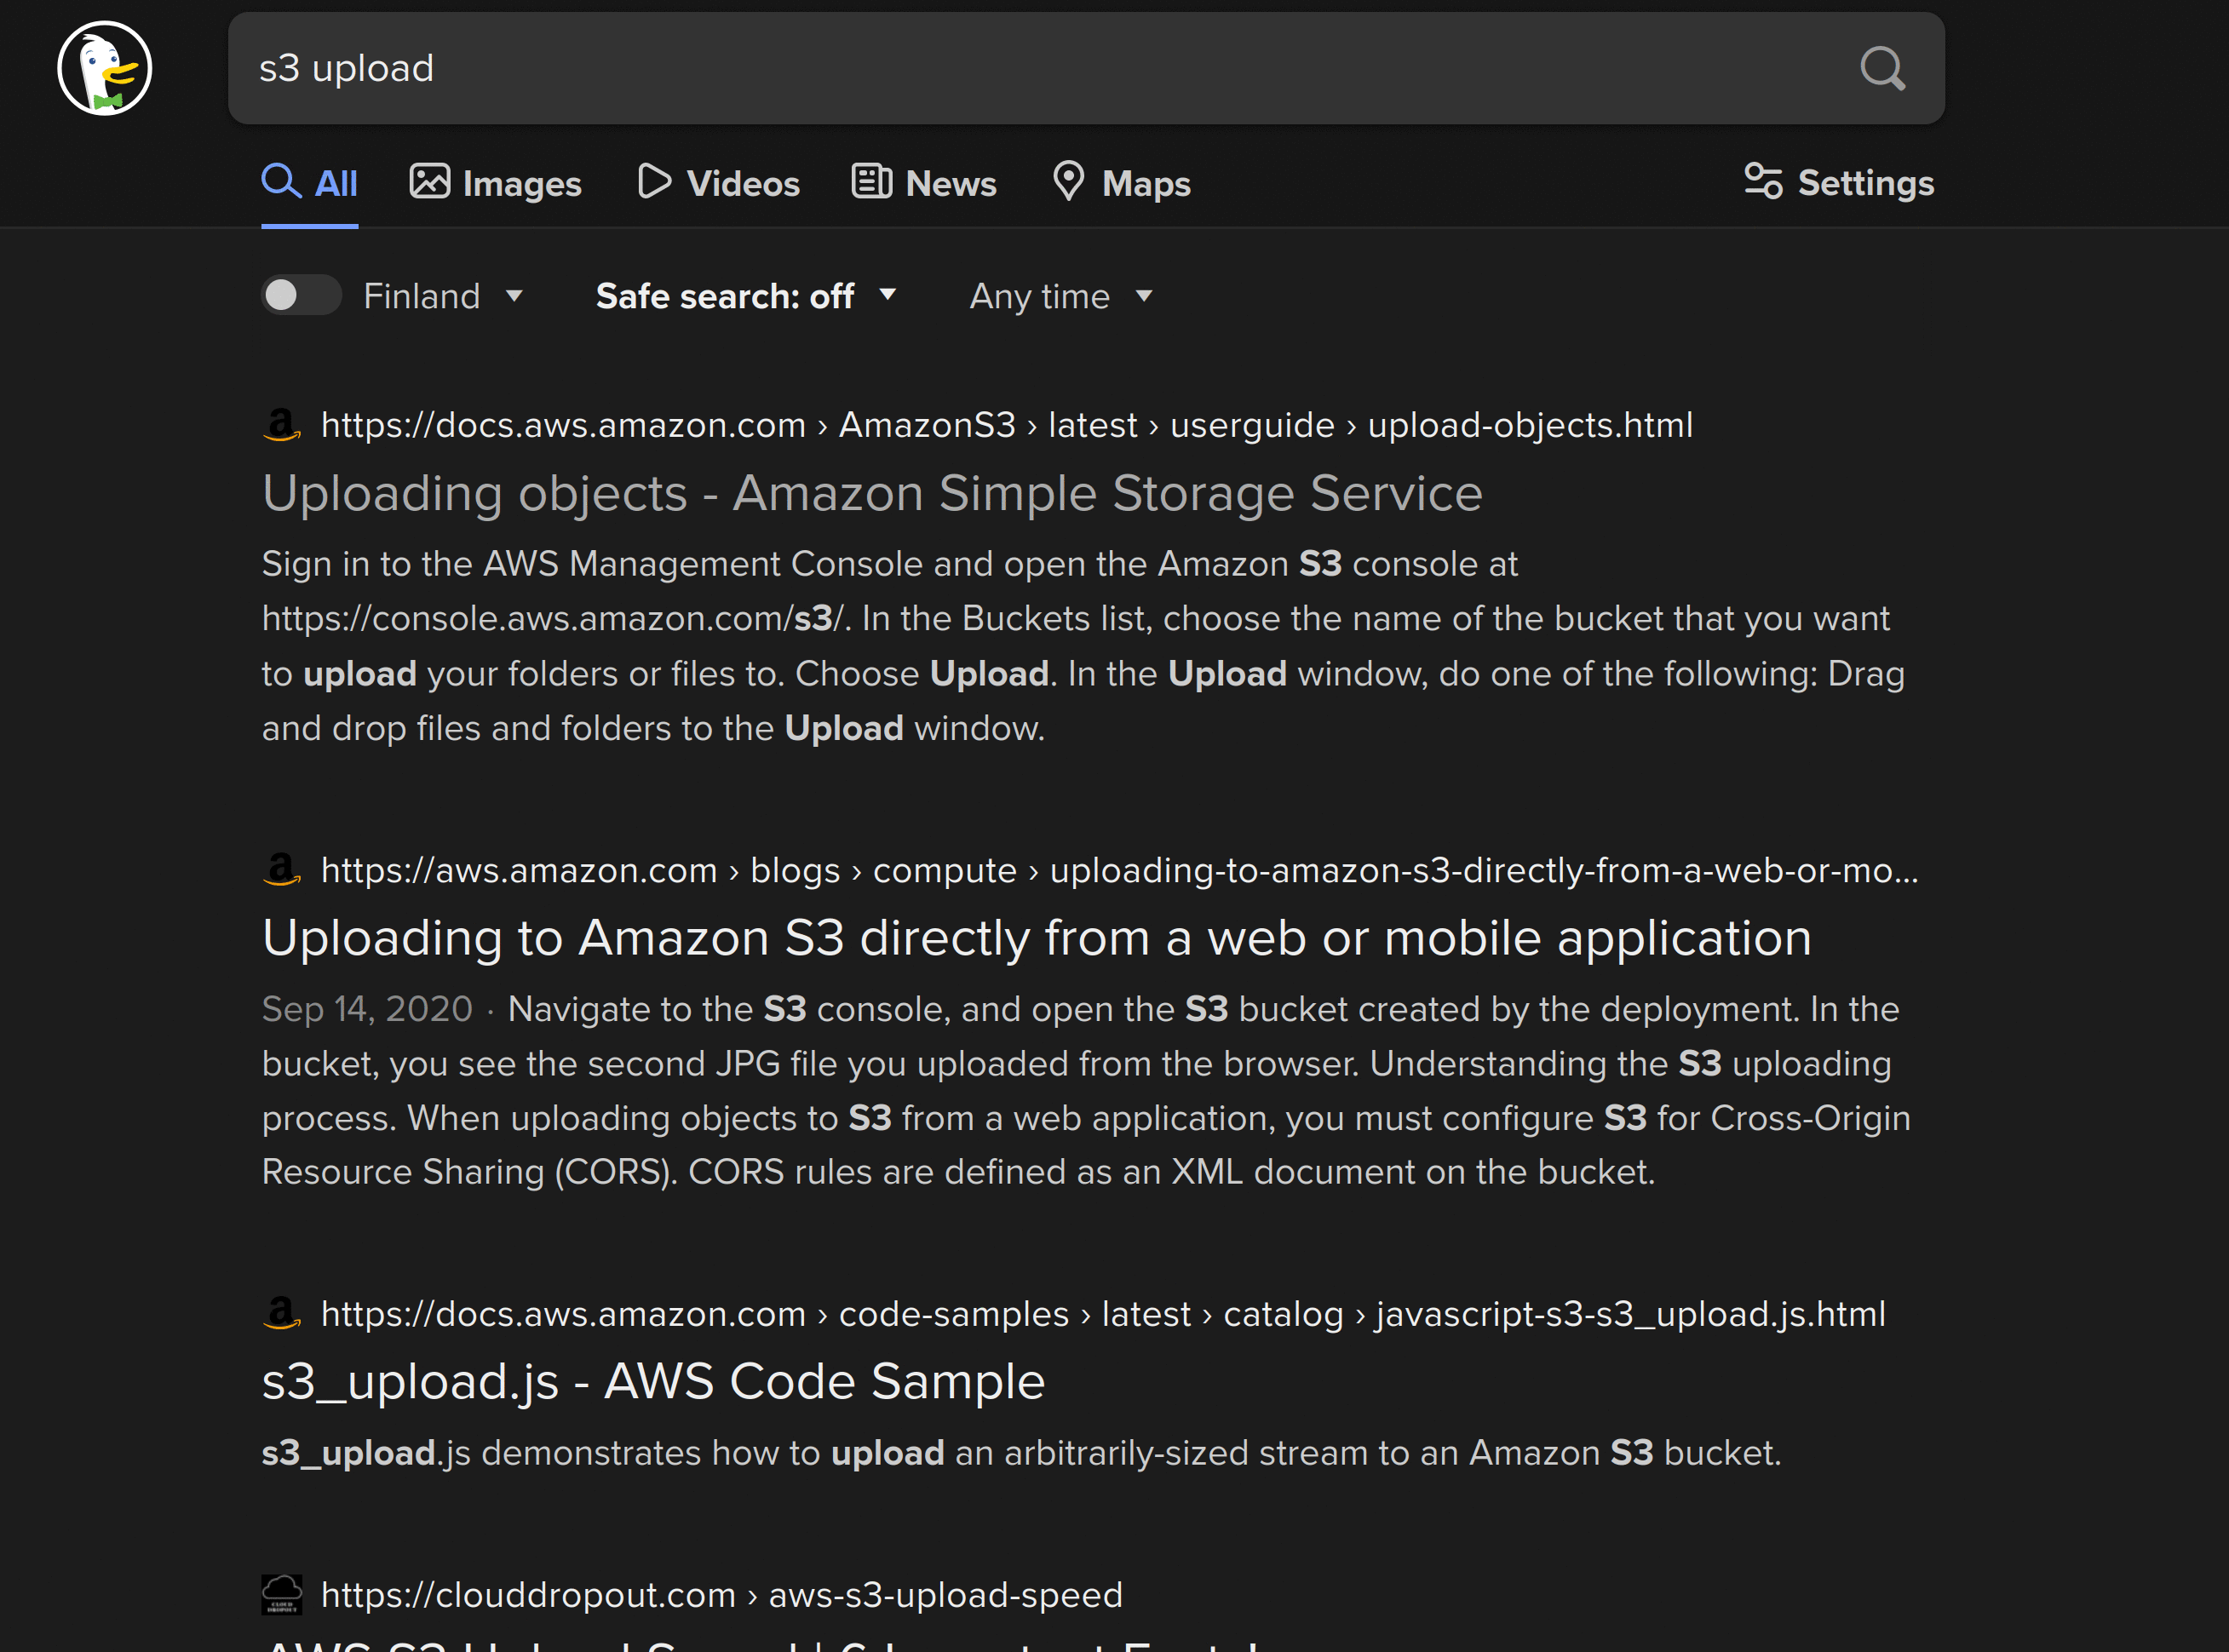 s3 upload
All Images Videos News Maps Settings
Finland Safe search: off Any time
https://docs.aws.amazon.com › AmazonS3 › latest › userguide › upload-objects.html
Uploading objects - Amazon Simple Storage Service
Sign in to the AWS Management Console and open the Amazon S3 console at
https://console.aws.amazon.com/s3/. In the Buckets list, choose the name of the bucket that you want
to upload your folders or files to. Choose Upload. In the Upload window, do one of the following: Drag
and drop files and folders to the Upload window.
https://aws.amazon.com › blogs › compute › uploading-to-amazon-s3-directly-from-a-web-or-mo...
Uploading to Amazon S3 directly from a web or mobile application
Sep 14, 2020 · Navigate to the S3 console, and open the S3 bucket created by the deployment. In the
bucket, you see the second JPG file you uploaded from the browser. Understanding the S3 uploading
process. When uploading objects to S3 from a web application, you must configure S3 for Cross-Origin
Resource Sharing (CORS). CORS rules are defined as an XML document on the bucket.
https://docs.aws.amazon.com › code-samples › latest › catalog › javascript-s3-s3_upload.js.html
s3_upload.js - AWS Code Sample
s3_upload.js demonstrates how to upload an arbitrarily-sized stream to an Amazon S3 bucket.
https://clouddropout.com › aws-s3-upload-speed
AWS S3 Upload Speed